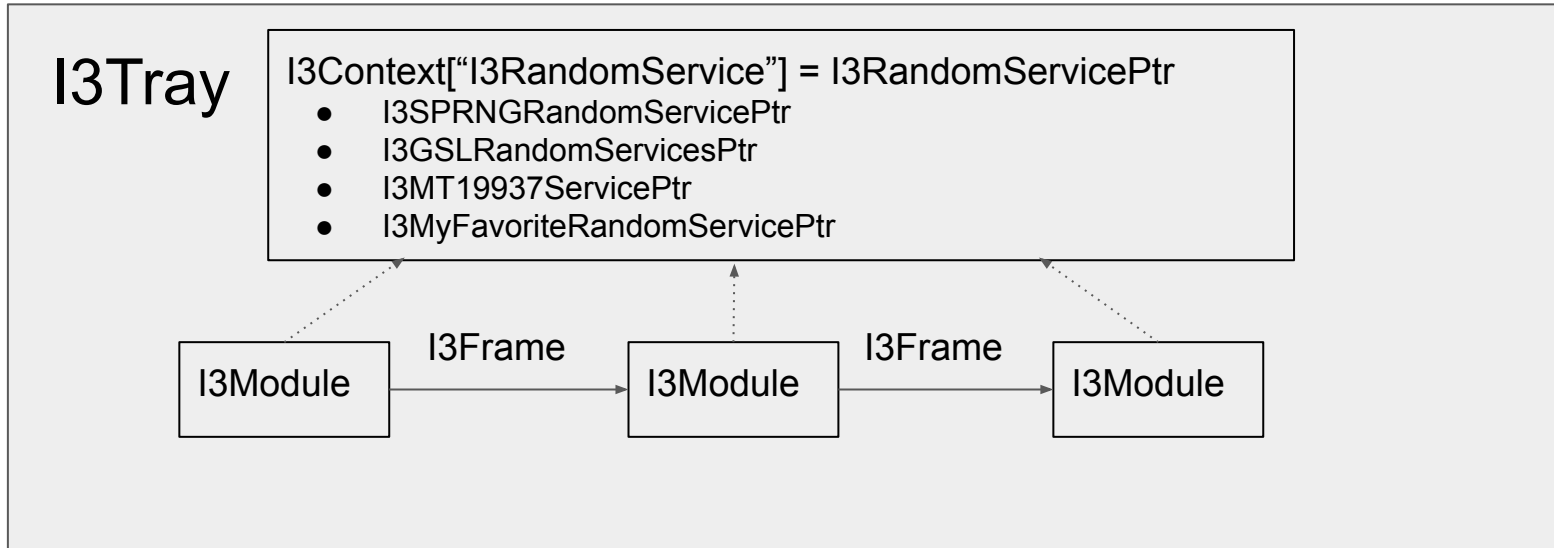 I3Tray
I3Context[“I3RandomService”] = I3RandomServicePtr
● I3SPRNGRandomServicePtr
● I3GSLRandomServicesPtr
● I3MT19937ServicePtr
● I3MyFavoriteRandomServicePtr
I3Module
I3Frame
I3Module
I3Frame
I3Module